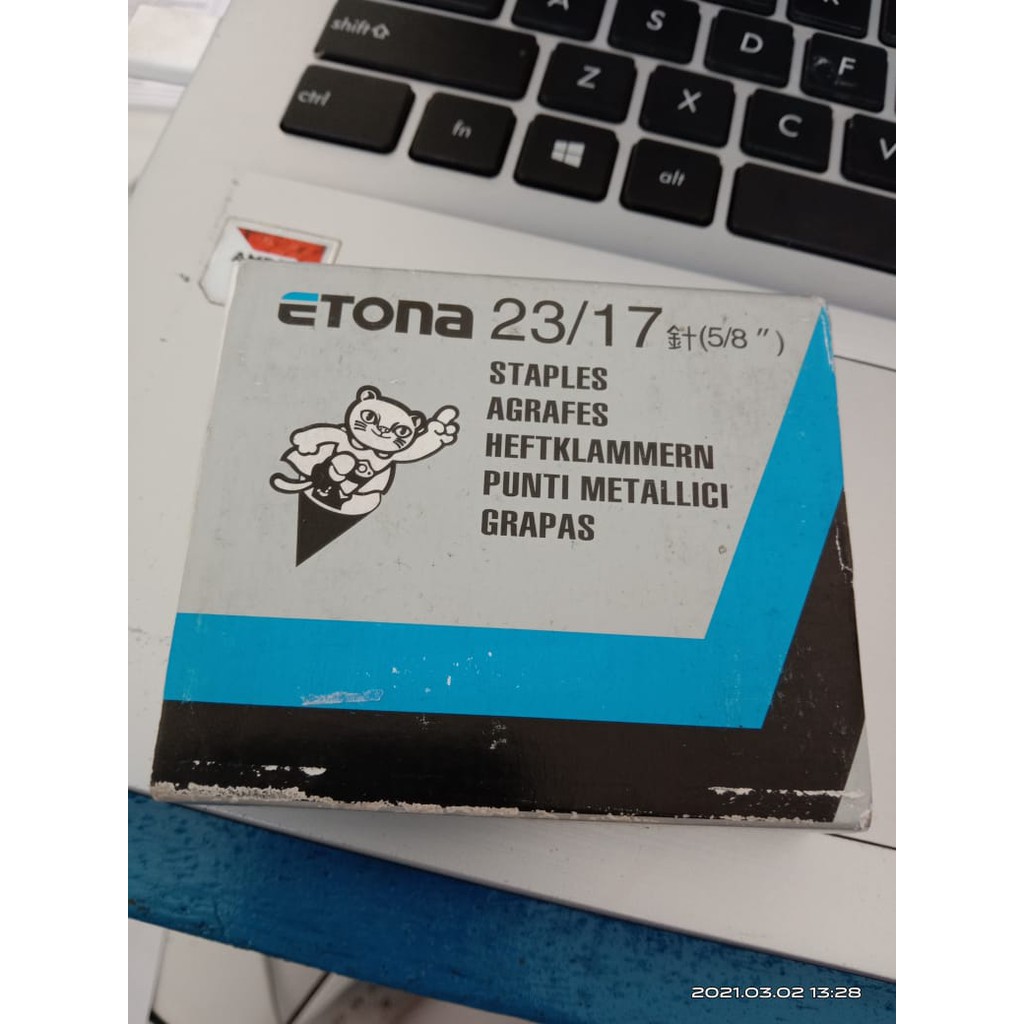 A S D F
shift Z X C V
ctrl fn alt
ETONA 23/17 針(5/8 ")
STAPLES
AGRAFES
HEFTKLAMMERN
PUNTI METALLICI
GRAPAS
2021.03.02 13:28